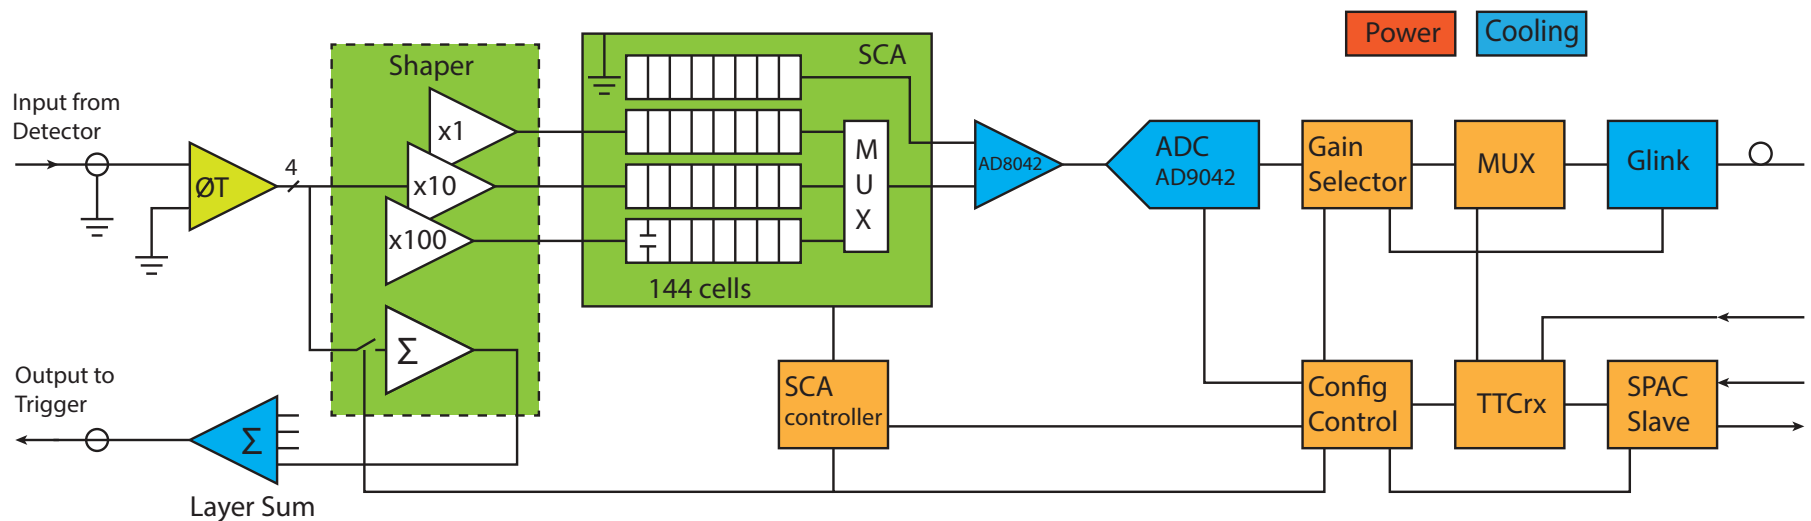 Power
Cooling
Shaper
SCA
Input from
Detector
x1
M
U
X
ADC
AD9042
Gain
Selector
MUX
Glink
4
ØT
x10
AD8042
x100
144 cells
Σ
Output to
Trigger
SCA
controller
Config
Control
TTCrx
SPAC
Slave
Σ
Layer Sum